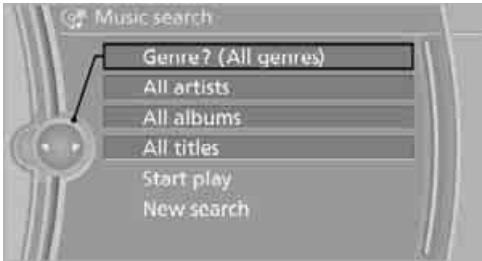 Music search
Genre? (All genres)
All artists
All albums
All titles
Start play
New search